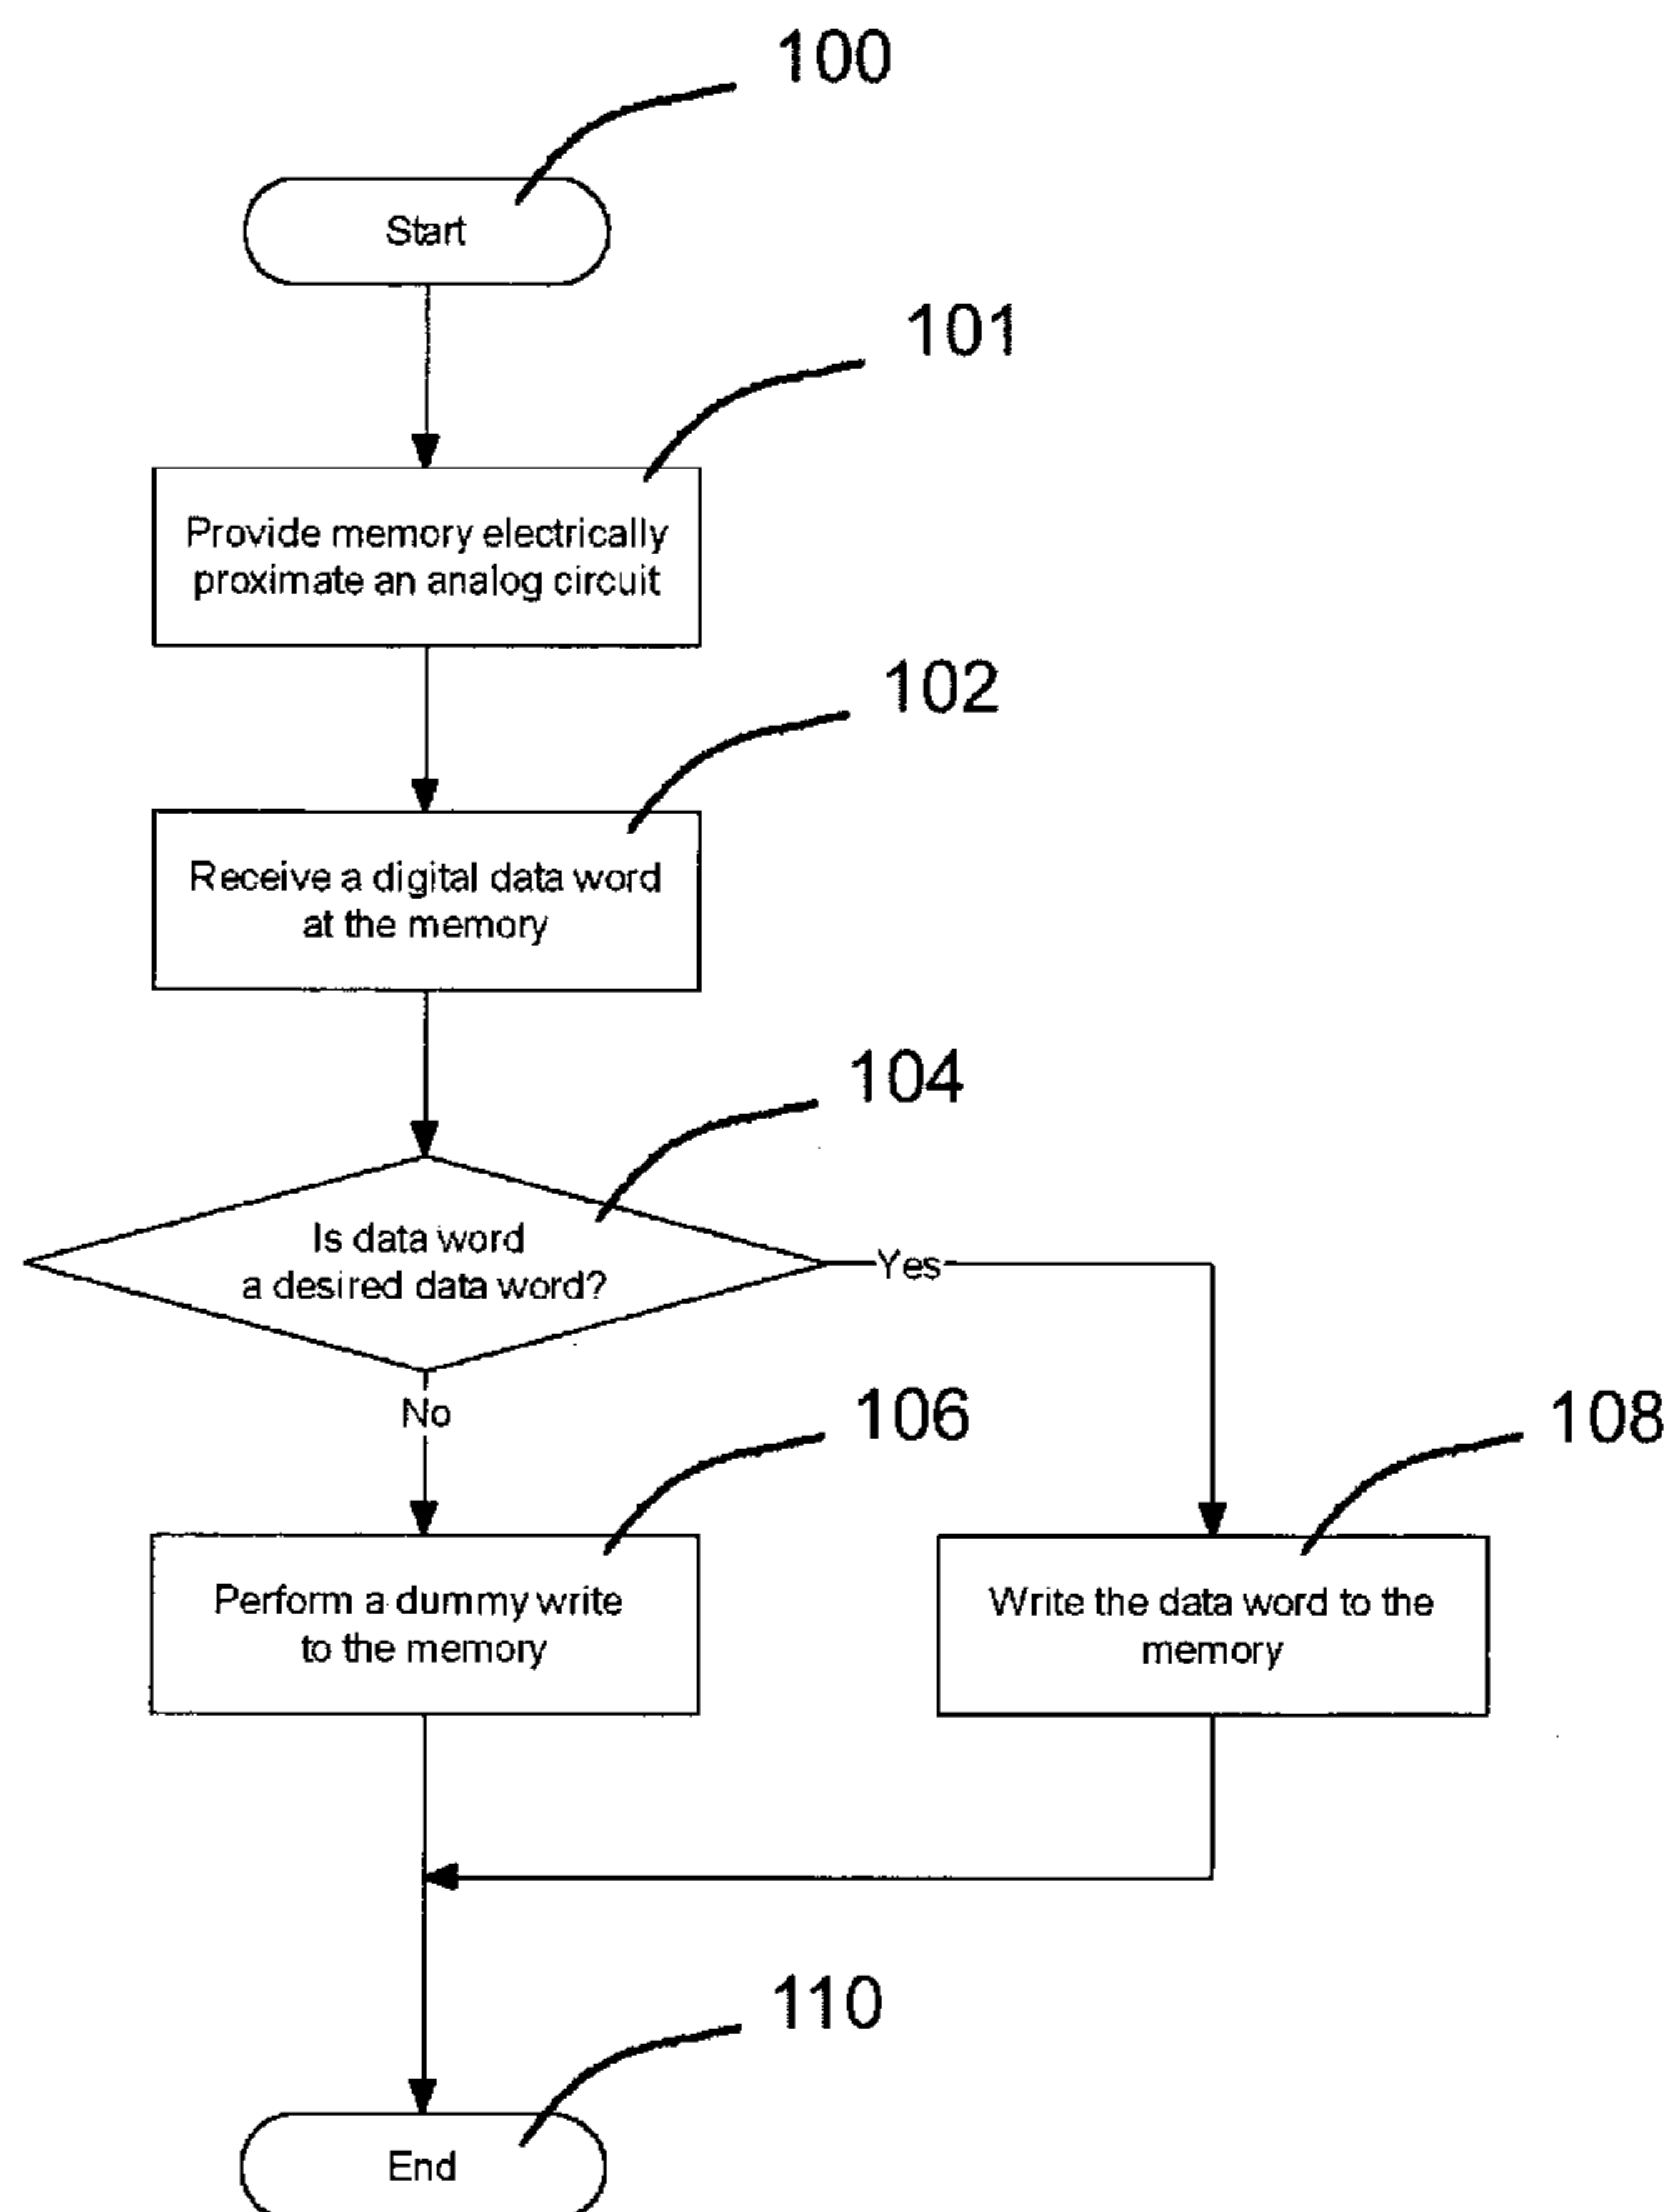 100
Start
101
Provide memory electrically
proximate an analog circuit
102
Receive a digital data word
at the memory
104
Is data word
a desired data word?
Yes
No
106
108
Perform a dummy write
to the memory
Write the data word to the
memory
110
End